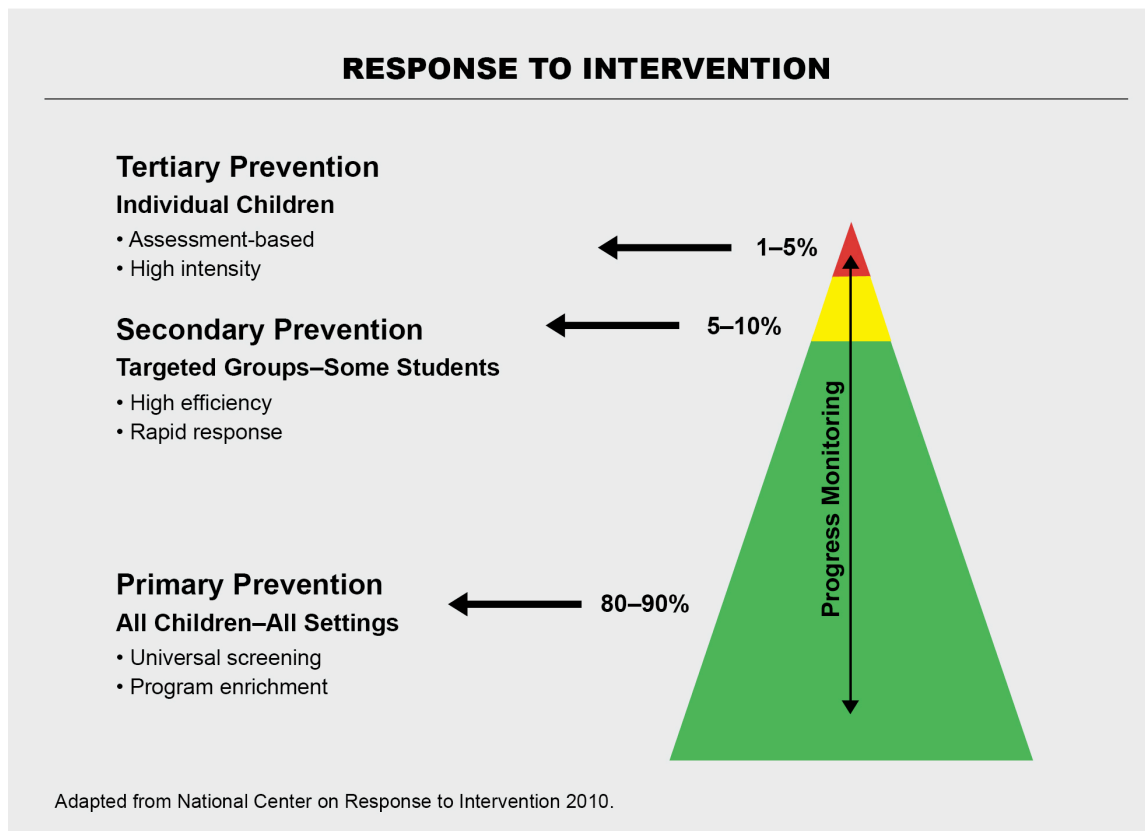 RESPONSE TO INTERVENTION
Tertiary Prevention
Individual Children
• Assessment-based
• High intensity
1–5%
Secondary Prevention
Targeted Groups–Some Students
• High efficiency
• Rapid response
5–10%
Primary Prevention
All Children–All Settings
• Universal screening
• Program enrichment
80–90%
Progress Monitoring
Adapted from National Center on Response to Intervention 2010.